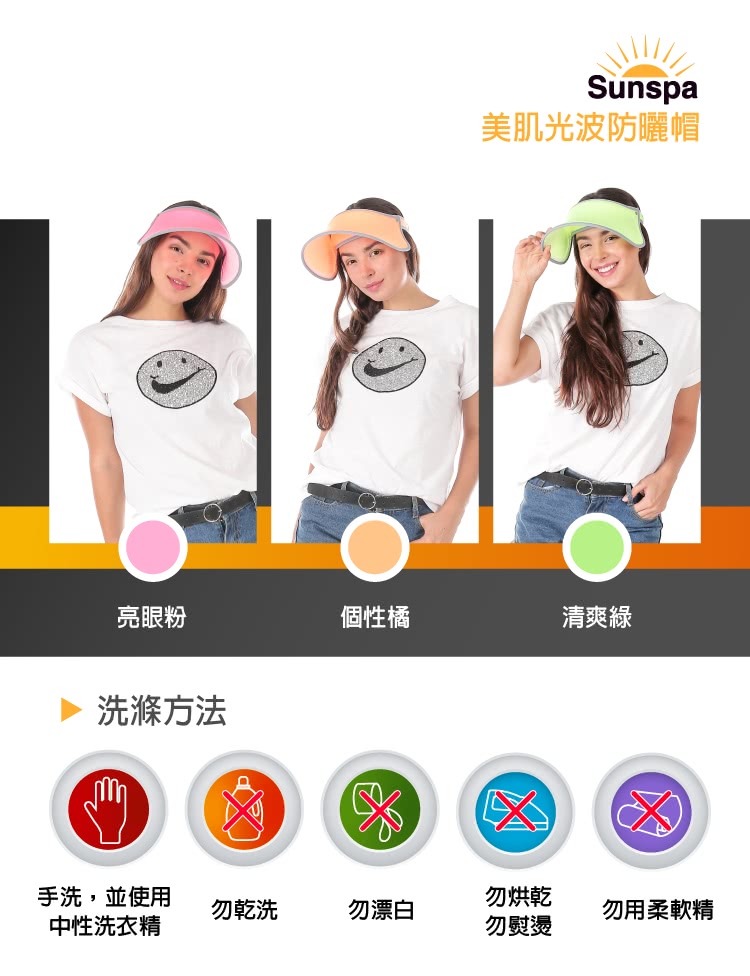 Sunspa
美肌光波防曬帽
亮眼粉
個性橘
清爽綠
洗滌方法
手洗，並使用
中性洗衣精
勿乾洗
勿漂白
勿烘乾
勿熨燙
勿用柔軟精